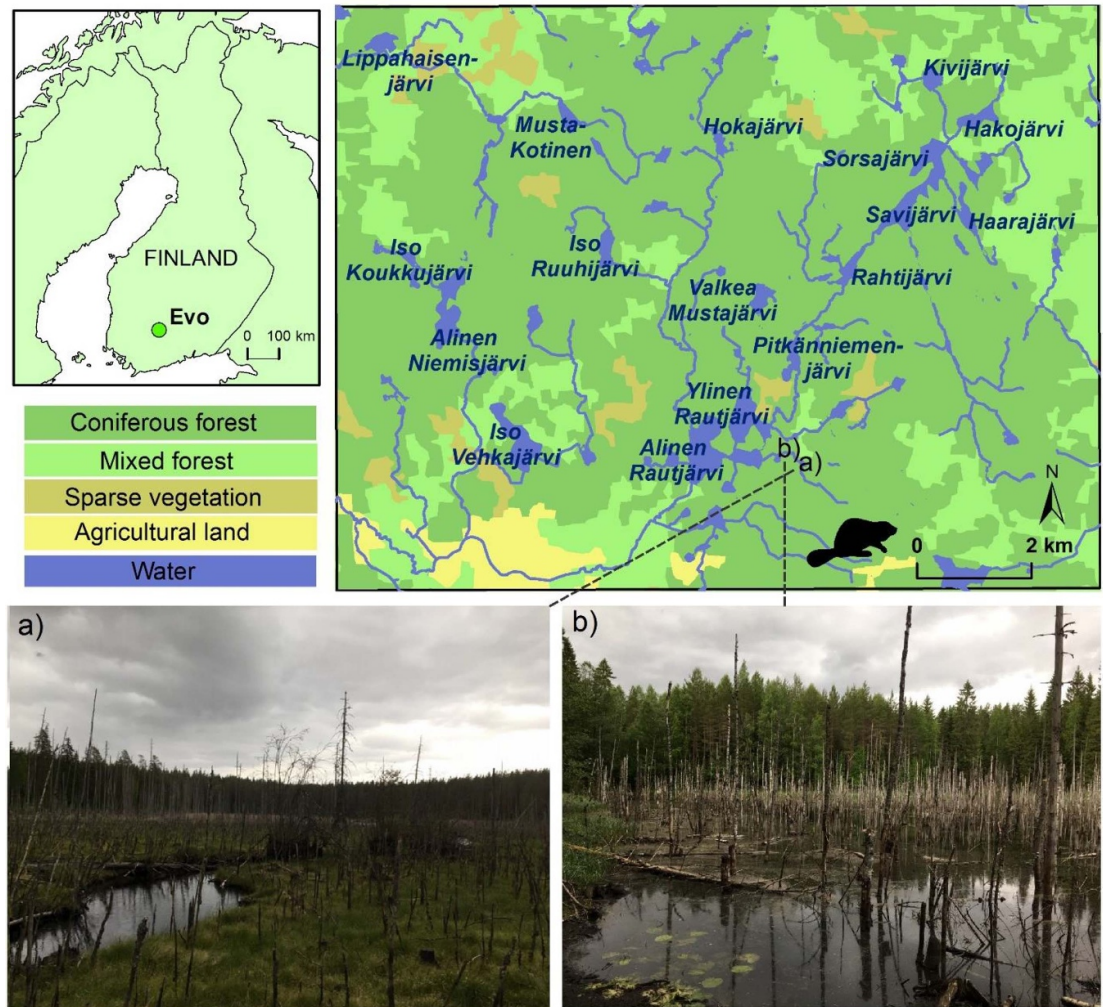 FINLAND
Evo
0 100 km
Coniferous forest
Mixed forest
Sparse vegetation
Agricultural land
Water
Lippahaisen-
järvi
Musta-
Kotinen
Hokajärvi
Kivijärvi
Hakojärvi
Sorsajärvi
Savijärvi
Haarajärvi
Iso
Koukkujärvi
Iso
Ruuhijärvi
Rahtijärvi
Valkea
Mustajärvi
Alinen
Niemisjärvi
Pitkänniemen-
järvi
Ylinen
Rautjärvi
Iso
Vehkajärvi
Alinen
Rautjärvi
b)
a)
N
0 2 km
a)
b)